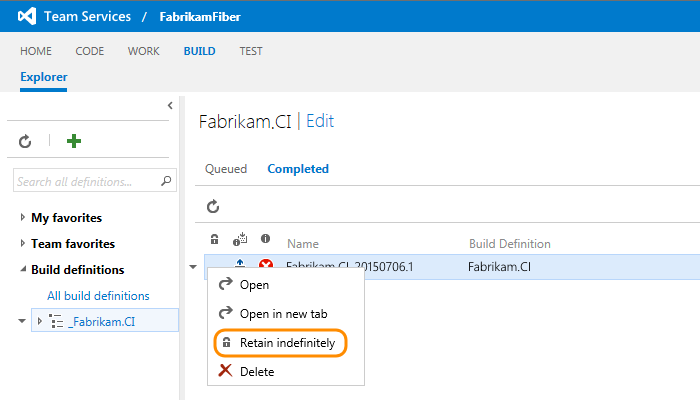 Team Services / FabrikamFiber
HOME CODE WORK BUILD TEST
Explorer
Fabrikam.CI | Edit
Queued Completed
Search all definitions...
My favorites
Team favorites
Build definitions
All build definitions
_Fabrikam.CI
Name Build Definition
Fabrikam.CI_20150706.1 Fabrikam.CI
Open
Open in new tab
Retain indefinitely
Delete